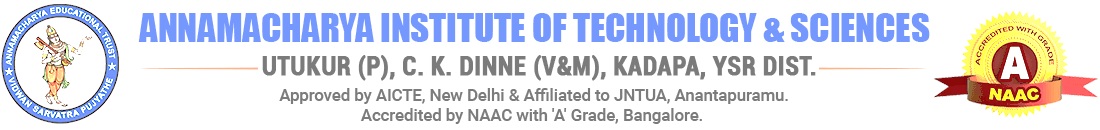 ANNAMACHARYA EDUCATIONAL TRUST
VIDWAN SARVATRA PUJYATHE
ANNAMACHARYA INSTITUTE OF TECHNOLOGY & SCIENCES
UTUKUR (P), C. K. DINNE (V&M), KADAPA, YSR DIST.
Approved by AICTE, New Delhi & Affiliated to JNTUA, Anantapuramu.
Accredited by NAAC with 'A' Grade, Bangalore.
ACCREDITED WITH GRADE
A
NAAC